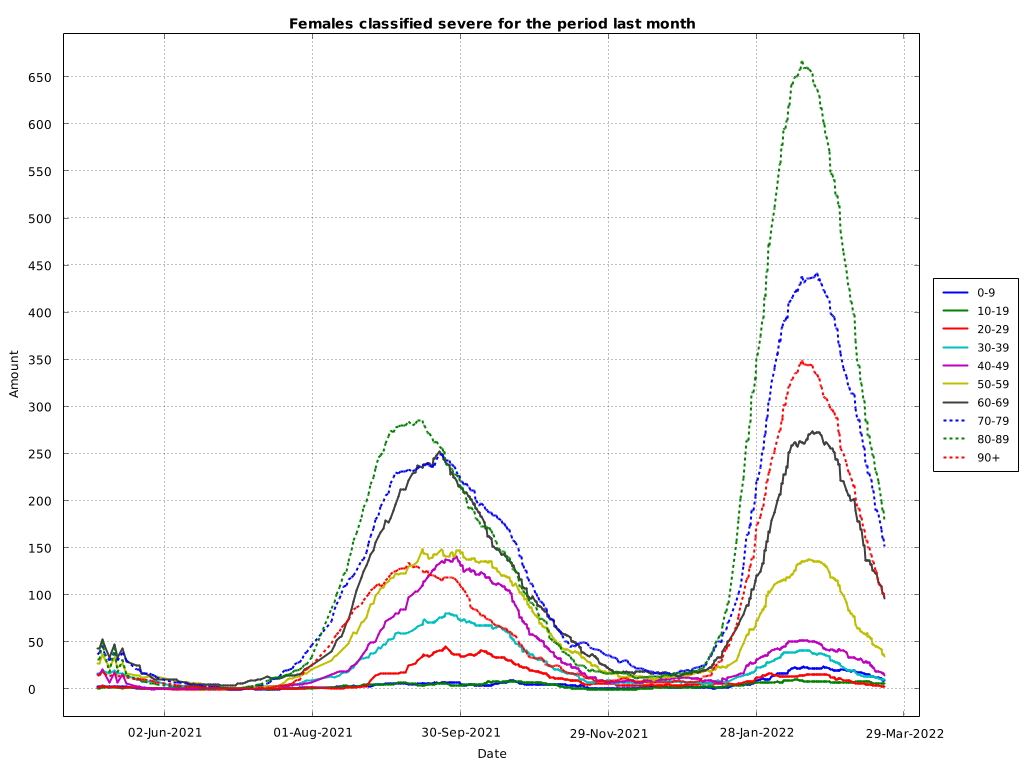 Females classified severe for the period last month
650
600
550
500
450
400
350
300
250
200
150
100
50
0
Amount
02-Jun-2021
01-Aug-2021
30-Sep-2021
29-Nov-2021
28-Jan-2022
29-Mar-2022
Date
0-9
10-19
20-29
30-39
40-49
50-59
60-69
70-79
80-89
90+